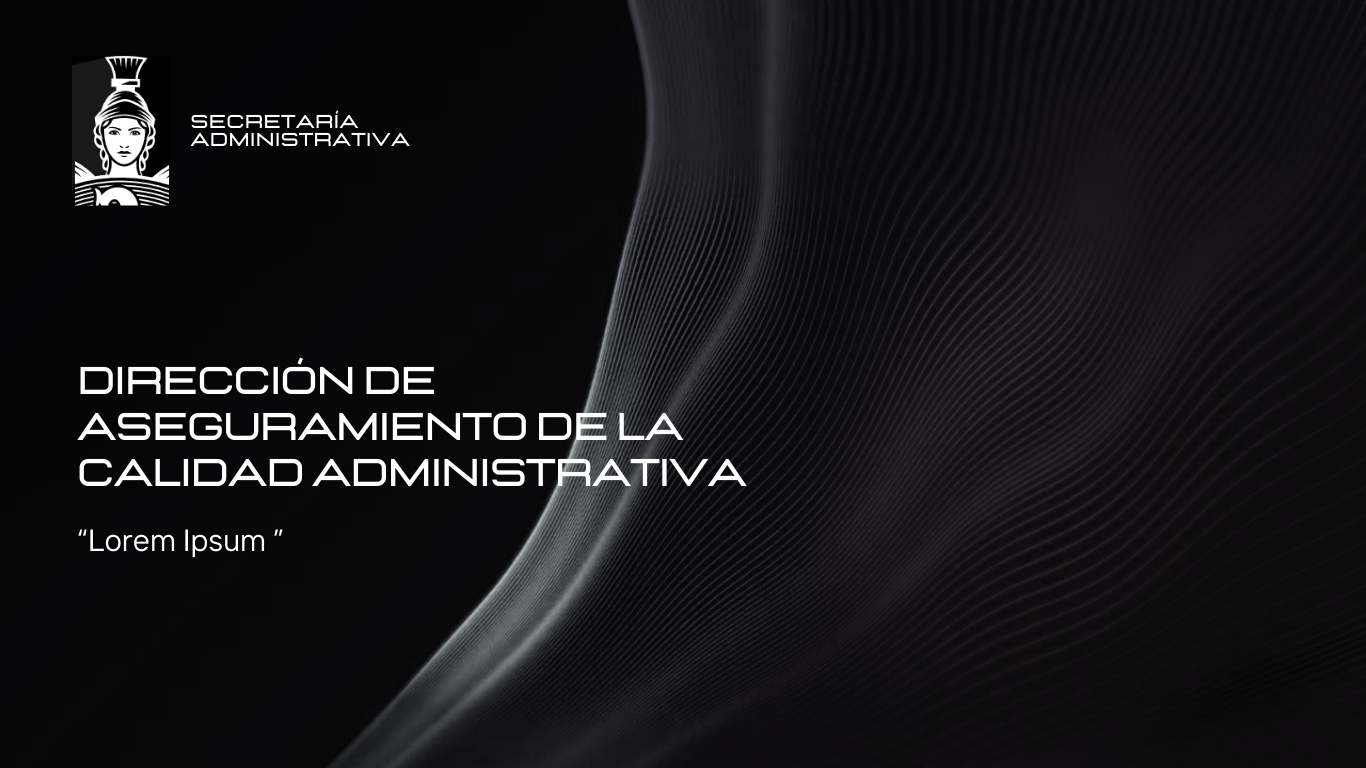 SECRETARÍA
ADMINISTRATIVA
DIRECCIÓN DE
ASEGURAMIENTO DE LA
CALIDAD ADMINISTRATIVA
“Lorem Ipsum ”